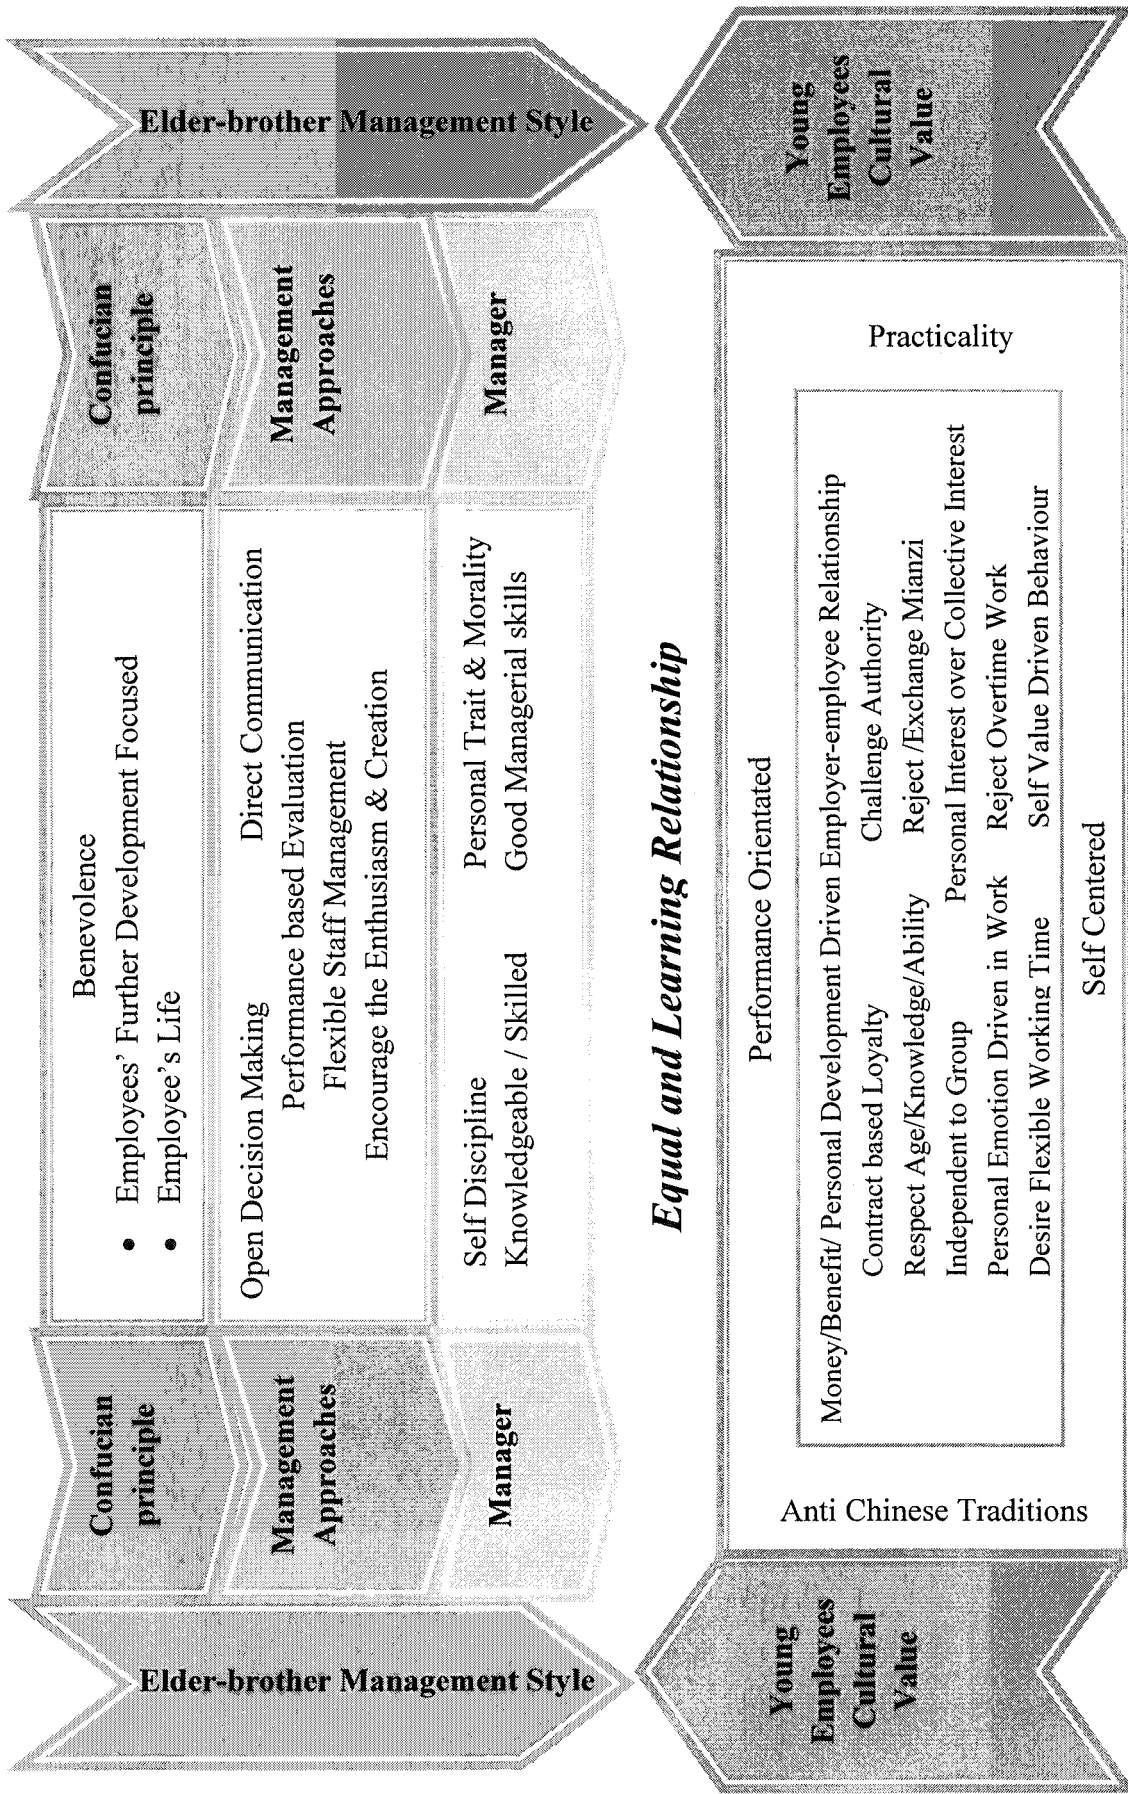 Elder-brother Management Style
Confucian
principle
Benevolence
• Employees' Further Development Focused
• Employee's Life
Confucian
principle
Elder-brother Management Style
Management
Approaches
Open Decision Making Direct Communication
Performance based Evaluation
Flexible Staff Management
Encourage the Enthusiasm & Creation
Management
Approaches
Manager
Self Discipline Personal Trait & Morality
Knowledgeable / Skilled Good Managerial skills
Manager
Equal and Learning Relationship
Young
Employees
Cultural
Value
Anti Chinese Traditions
Performance Orientated
Money/Benefit/ Personal Development Driven Employer-employee Relationship
Contract based Loyalty Challenge Authority
Respect Age/Knowledge/Ability Reject /Exchange Mianzi
Independent to Group Personal Interest over Collective Interest
Personal Emotion Driven in Work Reject Overtime Work
Desire Flexible Working Time Self Value Driven Behaviour
Self Centered
Practicality
Young
Employees
Cultural
Value